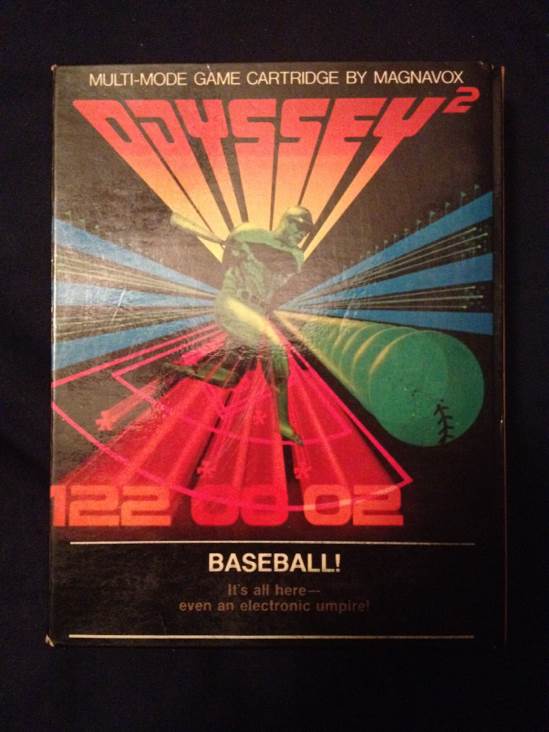 MULTI-MODE GAME CARTRIDGE BY MAGNAVOX
ODYSSEY²
122 00 02
BASEBALL!
It's all here—
even an electronic umpire!